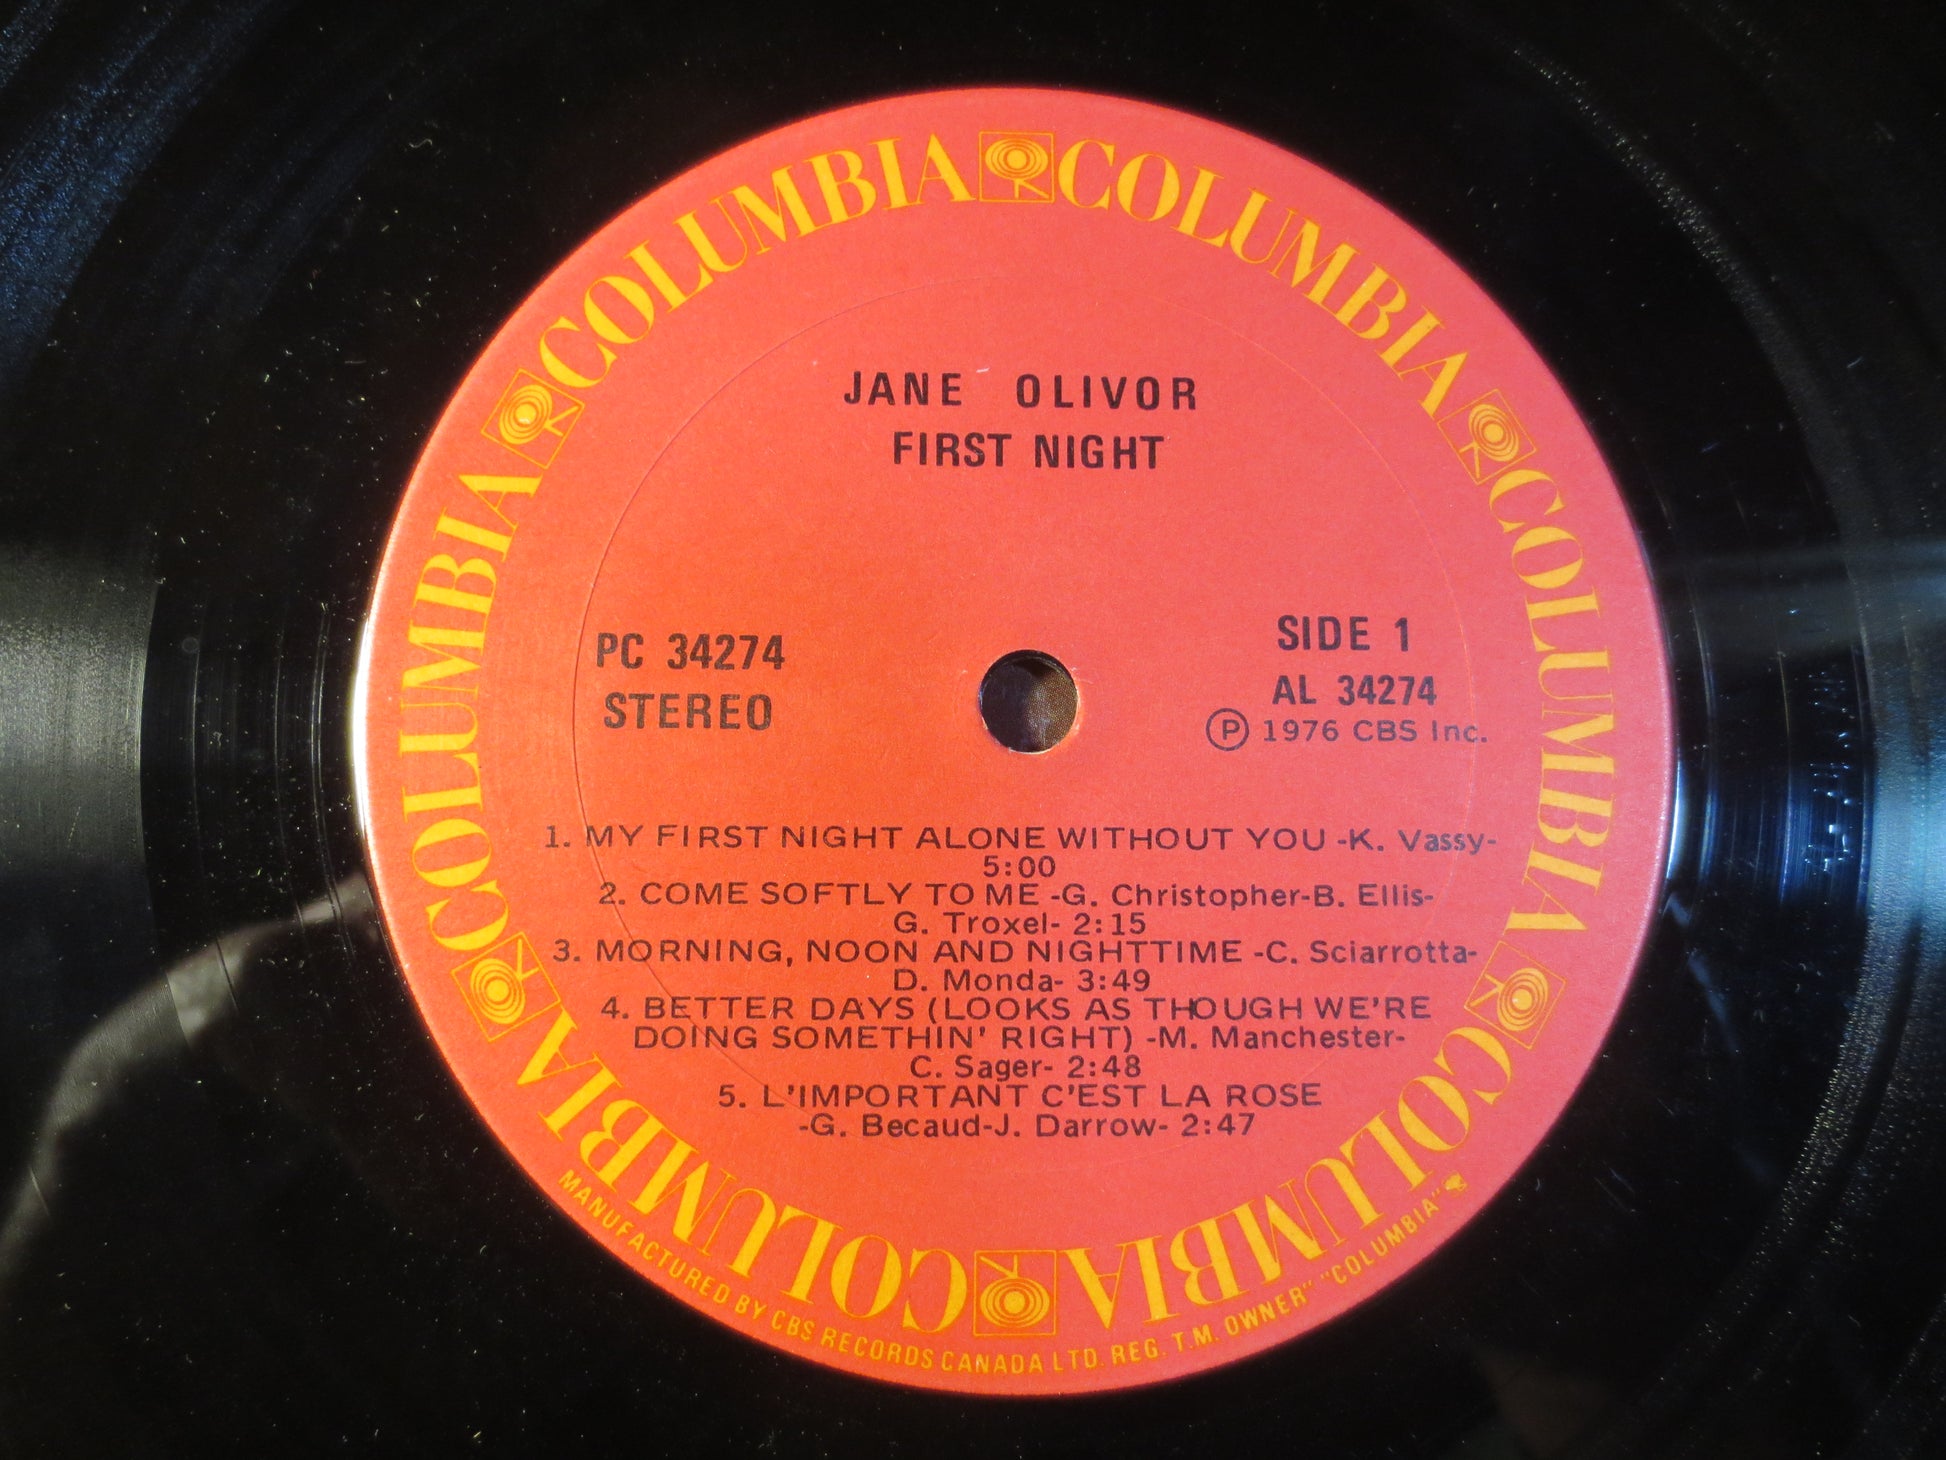 COLUMBIA COLUMBIA COLUMBIA COLUMBIA COLUMBIA COLUMBIA
JANE OLIVOR
FIRST NIGHT
PC 34274
STEREO
SIDE 1
AL 34274
Ⓟ 1976 CBS Inc.
1. MY FIRST NIGHT ALONE WITHOUT YOU -K. Vassy-
5:00
2. COME SOFTLY TO ME -G. Christopher-B. Ellis-
G. Troxel- 2:15
3. MORNING, NOON AND NIGHTTIME -C. Sciarrotta-
D. Monda- 3:49
4. BETTER DAYS (LOOKS AS THOUGH WE'RE
DOING SOMETHIN' RIGHT) -M. Manchester-
C. Sager- 2:48
5. L'IMPORTANT C'EST LA ROSE
-G. Becaud-J. Darrow- 2:47
MANUFACTURED BY CBS RECORDS CANADA LTD. REG. T.M. OWNER" "COLUMBIA"